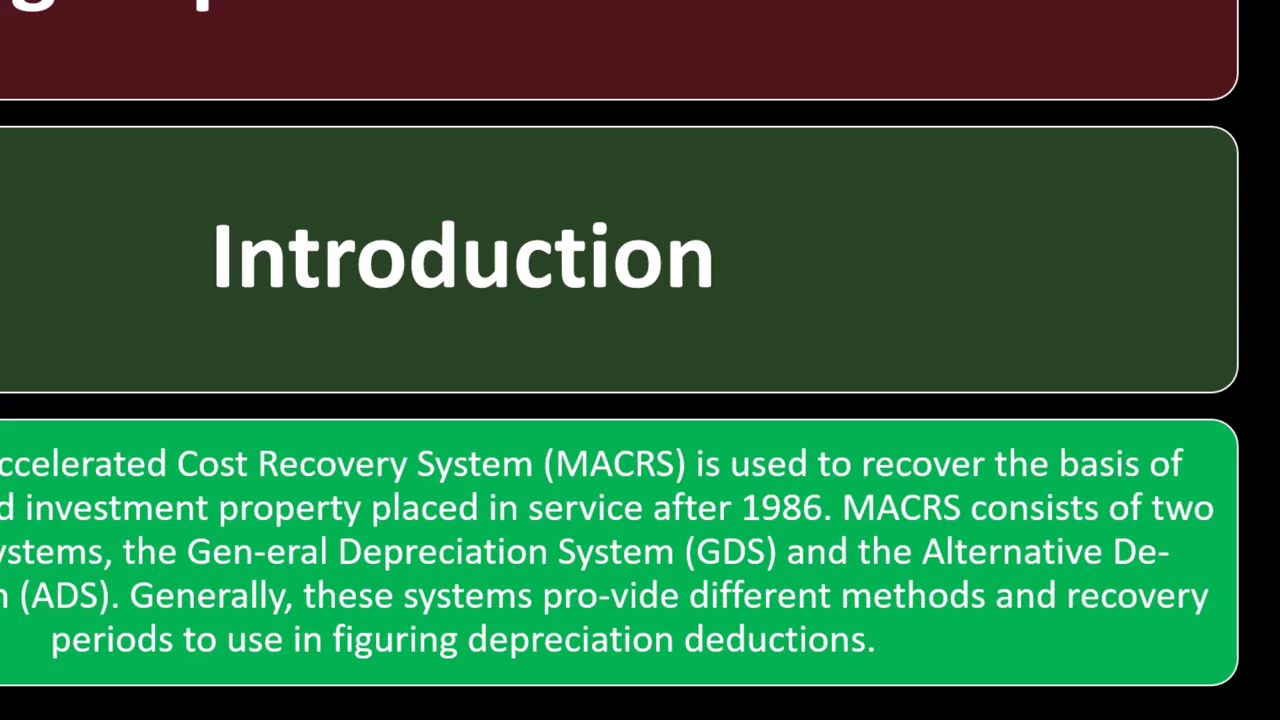 Introduction
ccelerated Cost Recovery System (MACRS) is used to recover the basis of
d investment property placed in service after 1986. MACRS consists of two
ystems, the Gen-eral Depreciation System (GDS) and the Alternative De-
n (ADS). Generally, these systems pro-vide different methods and recovery
periods to use in figuring depreciation deductions.